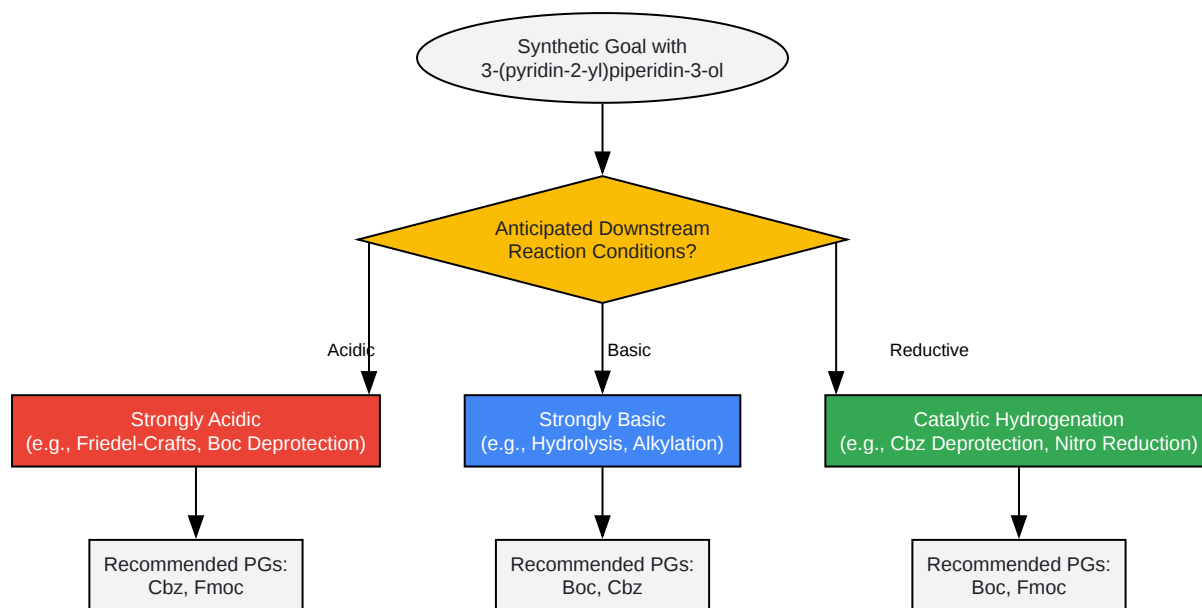 Synthetic Goal with
3-(pyridin-2-yl)piperidin-3-ol
Anticipated Downstream
Reaction Conditions?
Acidic
Basic
Reductive
Strongly Acidic
(e.g., Friedel-Crafts, Boc Deprotection)
Strongly Basic
(e.g., Hydrolysis, Alkylation)
Catalytic Hydrogenation
(e.g., Cbz Deprotection, Nitro Reduction)
Recommended PGs:
Cbz, Fmoc
Recommended PGs:
Boc, Cbz
Recommended PGs:
Boc, Fmoc